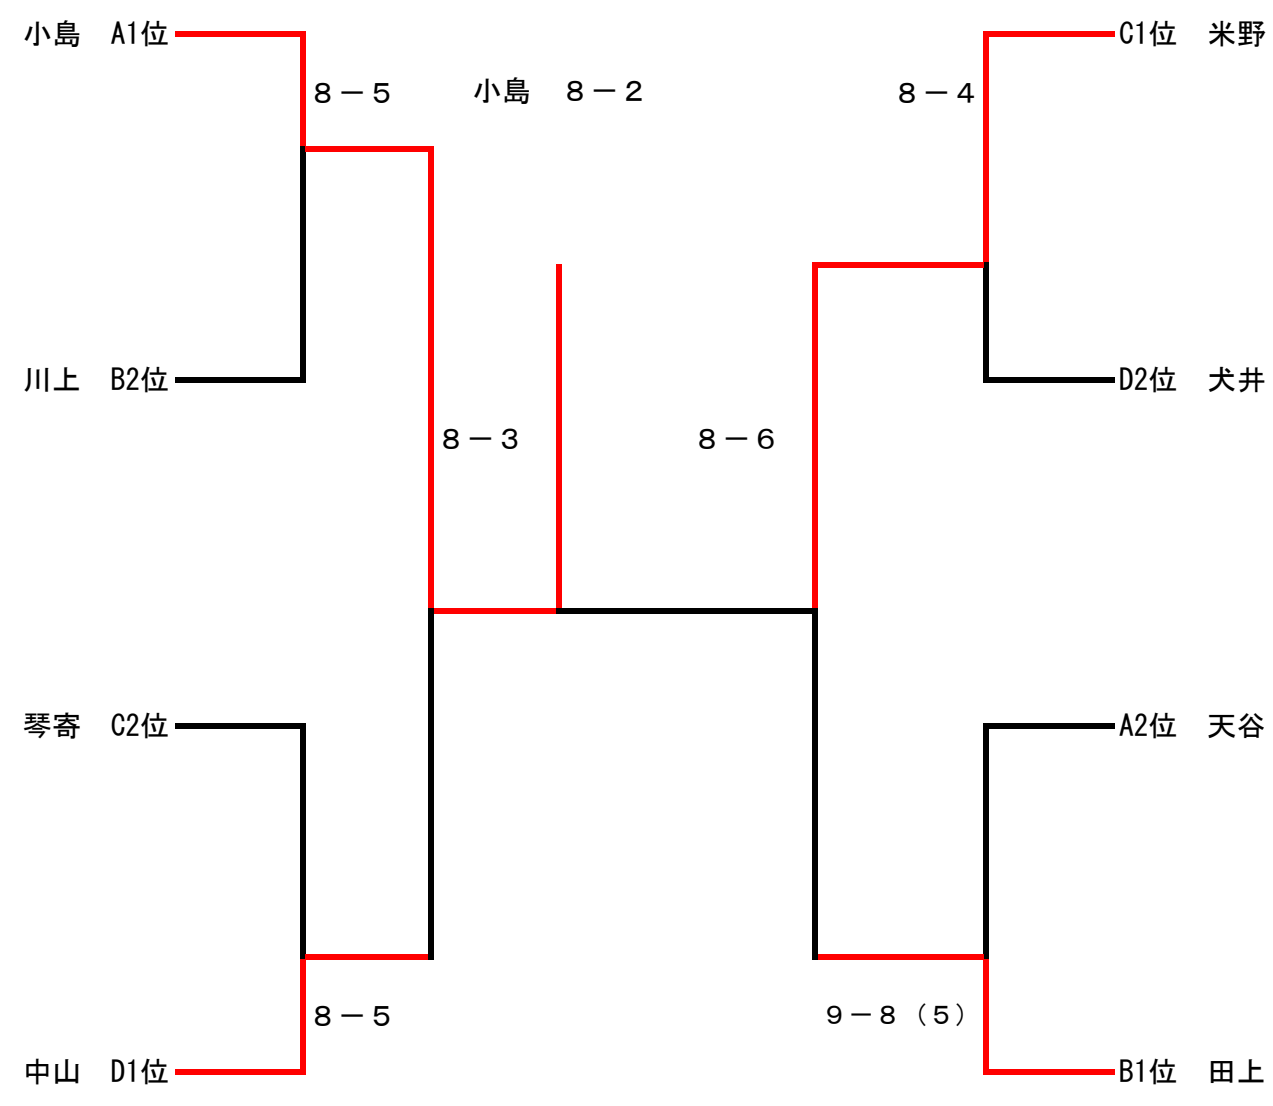 小島　A1位
C1位　米野
８－５
小島　８－２
８－４
川上　B2位
D2位　犬井
８－３
８－６
琴寄　C2位
A2位　天谷
８－５
９－８（５）
中山　D1位
B1位　田上